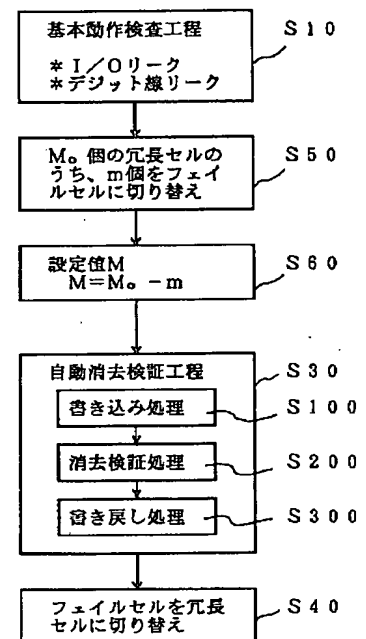 基本動作検査工程
＊Ｉ／Ｏリーク
＊デジット線リーク
Ｓ１０
Ｍ₀個の冗長セルの
うち、ｍ個をフェイ
ルセルに切り替え
Ｓ５０
設定値Ｍ
Ｍ＝Ｍ₀－ｍ
Ｓ６０
自動消去検証工程
Ｓ３０
書き込み処理
Ｓ１００
消去検証処理
Ｓ２００
書き戻し処理
Ｓ３００
フェイルセルを冗長
セルに切り替え
Ｓ４０